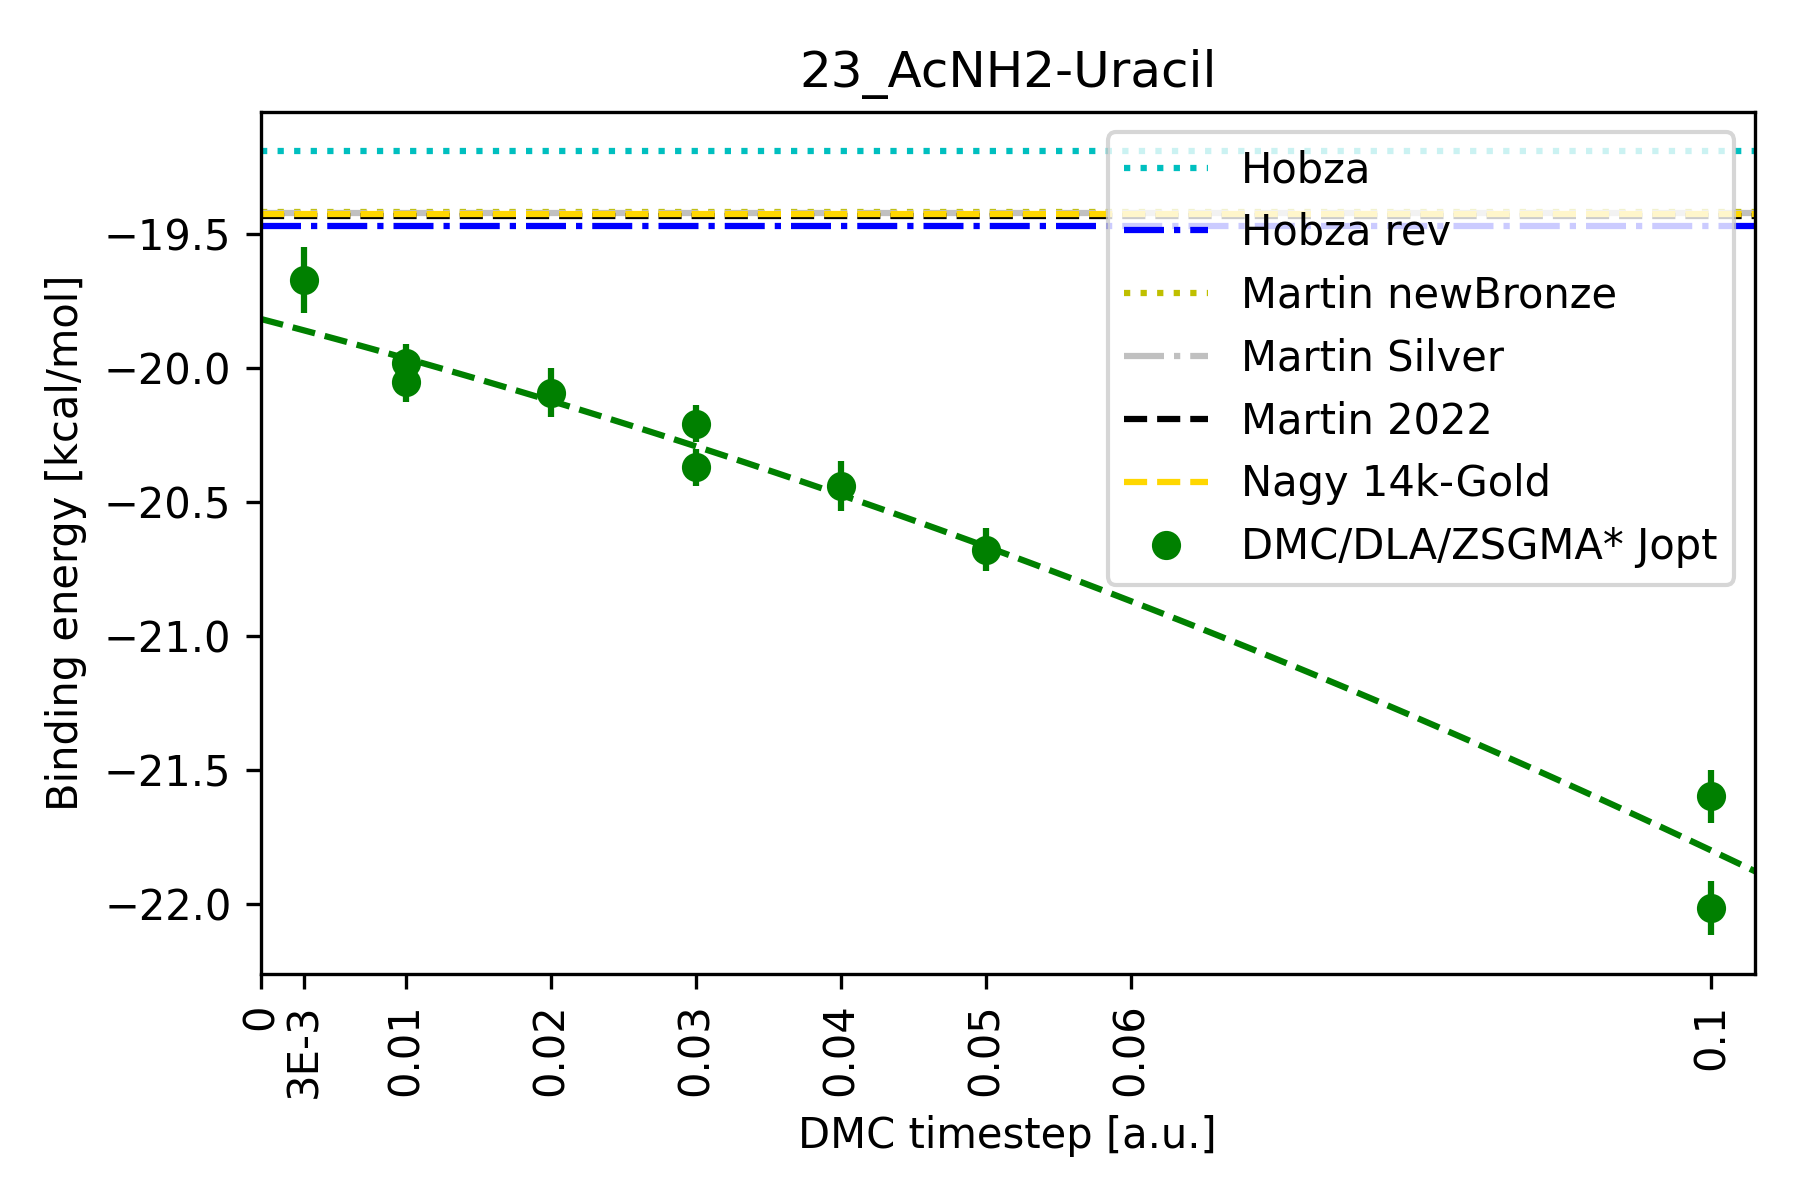 23_AcNH2-Uracil
Hobza
Hobza rev
Martin newBronze
Martin Silver
Martin 2022
Nagy 14k-Gold
DMC/DLA/ZSGMA* Jopt
Binding energy [kcal/mol]
−19.5
−20.0
−20.5
−21.0
−21.5
−22.0
0
3E-3
0.01
0.02
0.03
0.04
0.05
0.06
0.1
DMC timestep [a.u.]